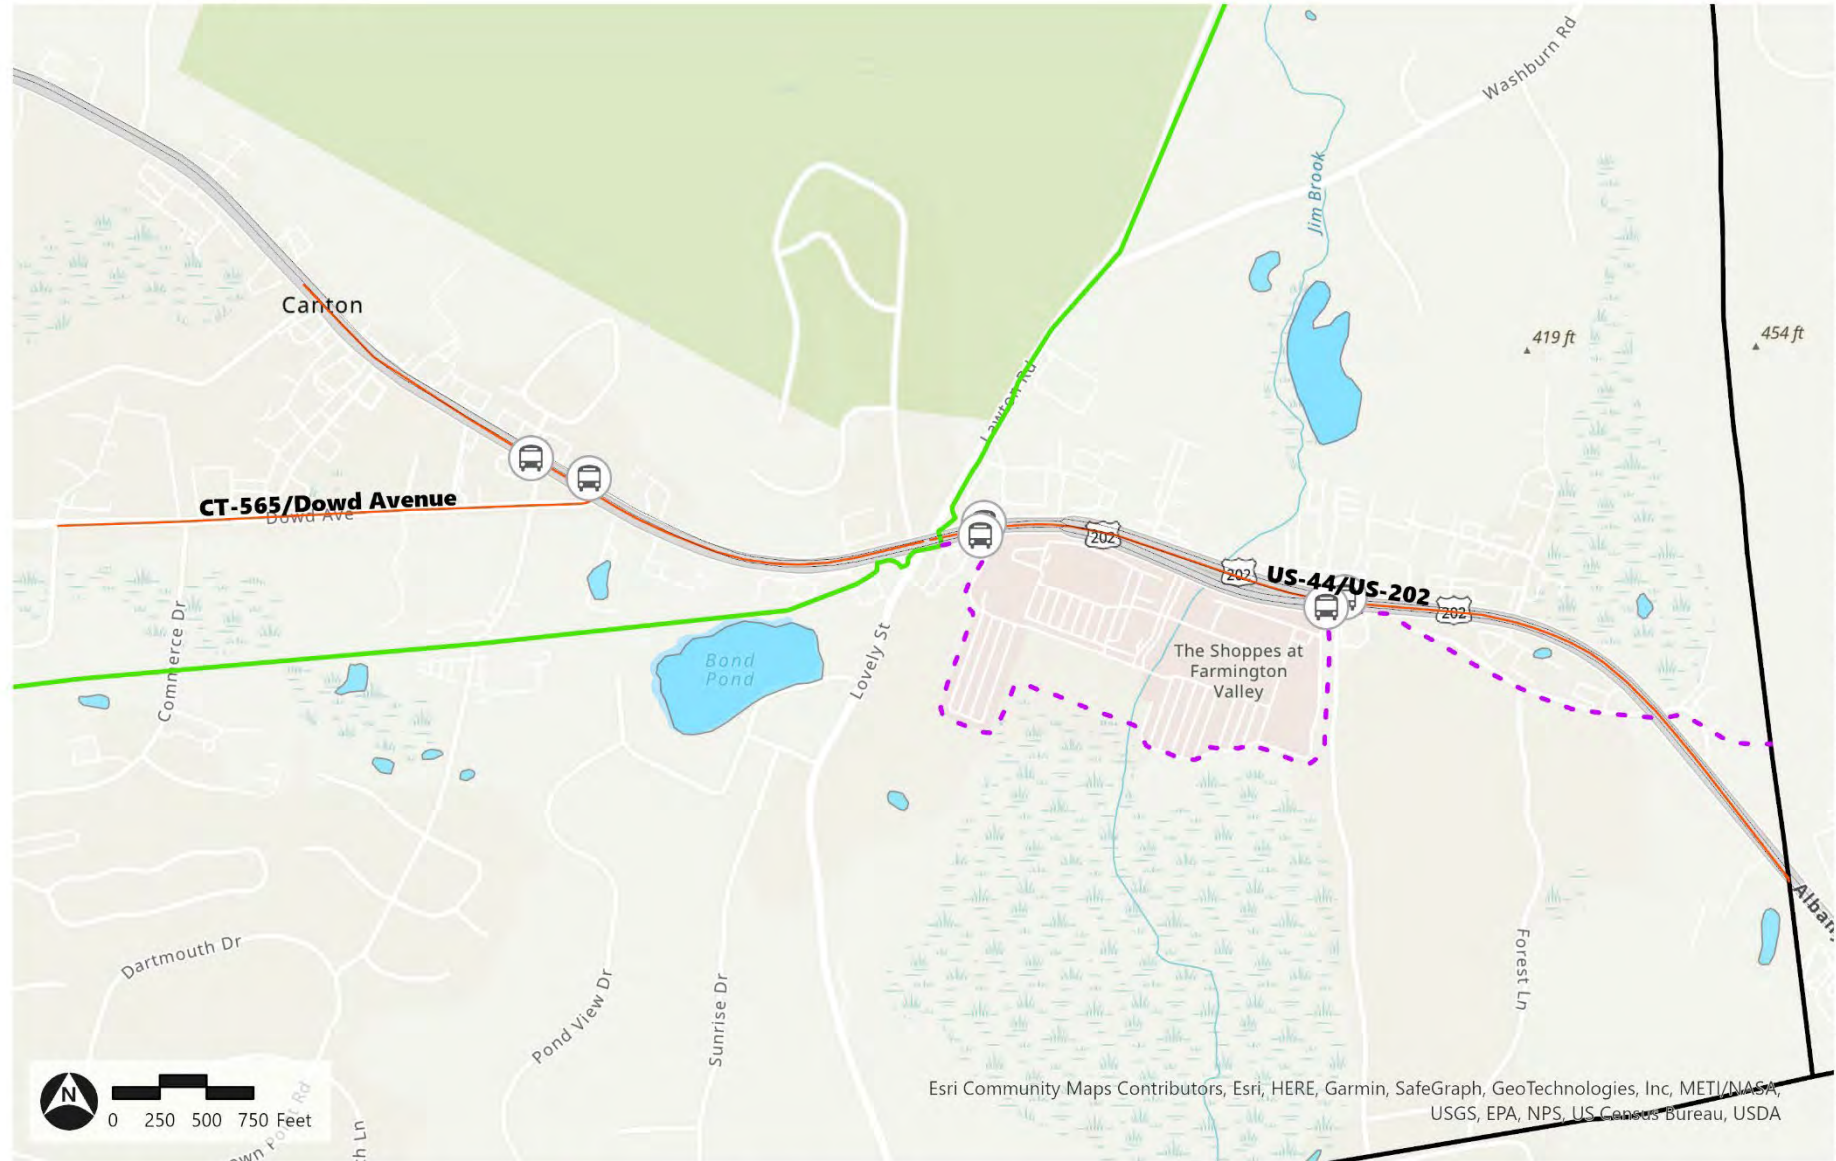 Washburn Rd
Jim Brook
Canton
419 ft
454 ft
Lawton Rd
CT-565/Dowd Avenue
Dowd Ave
202
202
US-44/US-202
202
Commerce Dr
Bond
Pond
Lovely St
The Shoppes at
Farmington
Valley
Albany
Dartmouth Dr
Pond View Dr
Sunrise Dr
Forest Ln
N
0 250 500 750 Feet
Esri Community Maps Contributors, Esri, HERE, Garmin, SafeGraph, GeoTechnologies, Inc, METI/NASA,
USGS, EPA, NPS, US Census Bureau, USDA